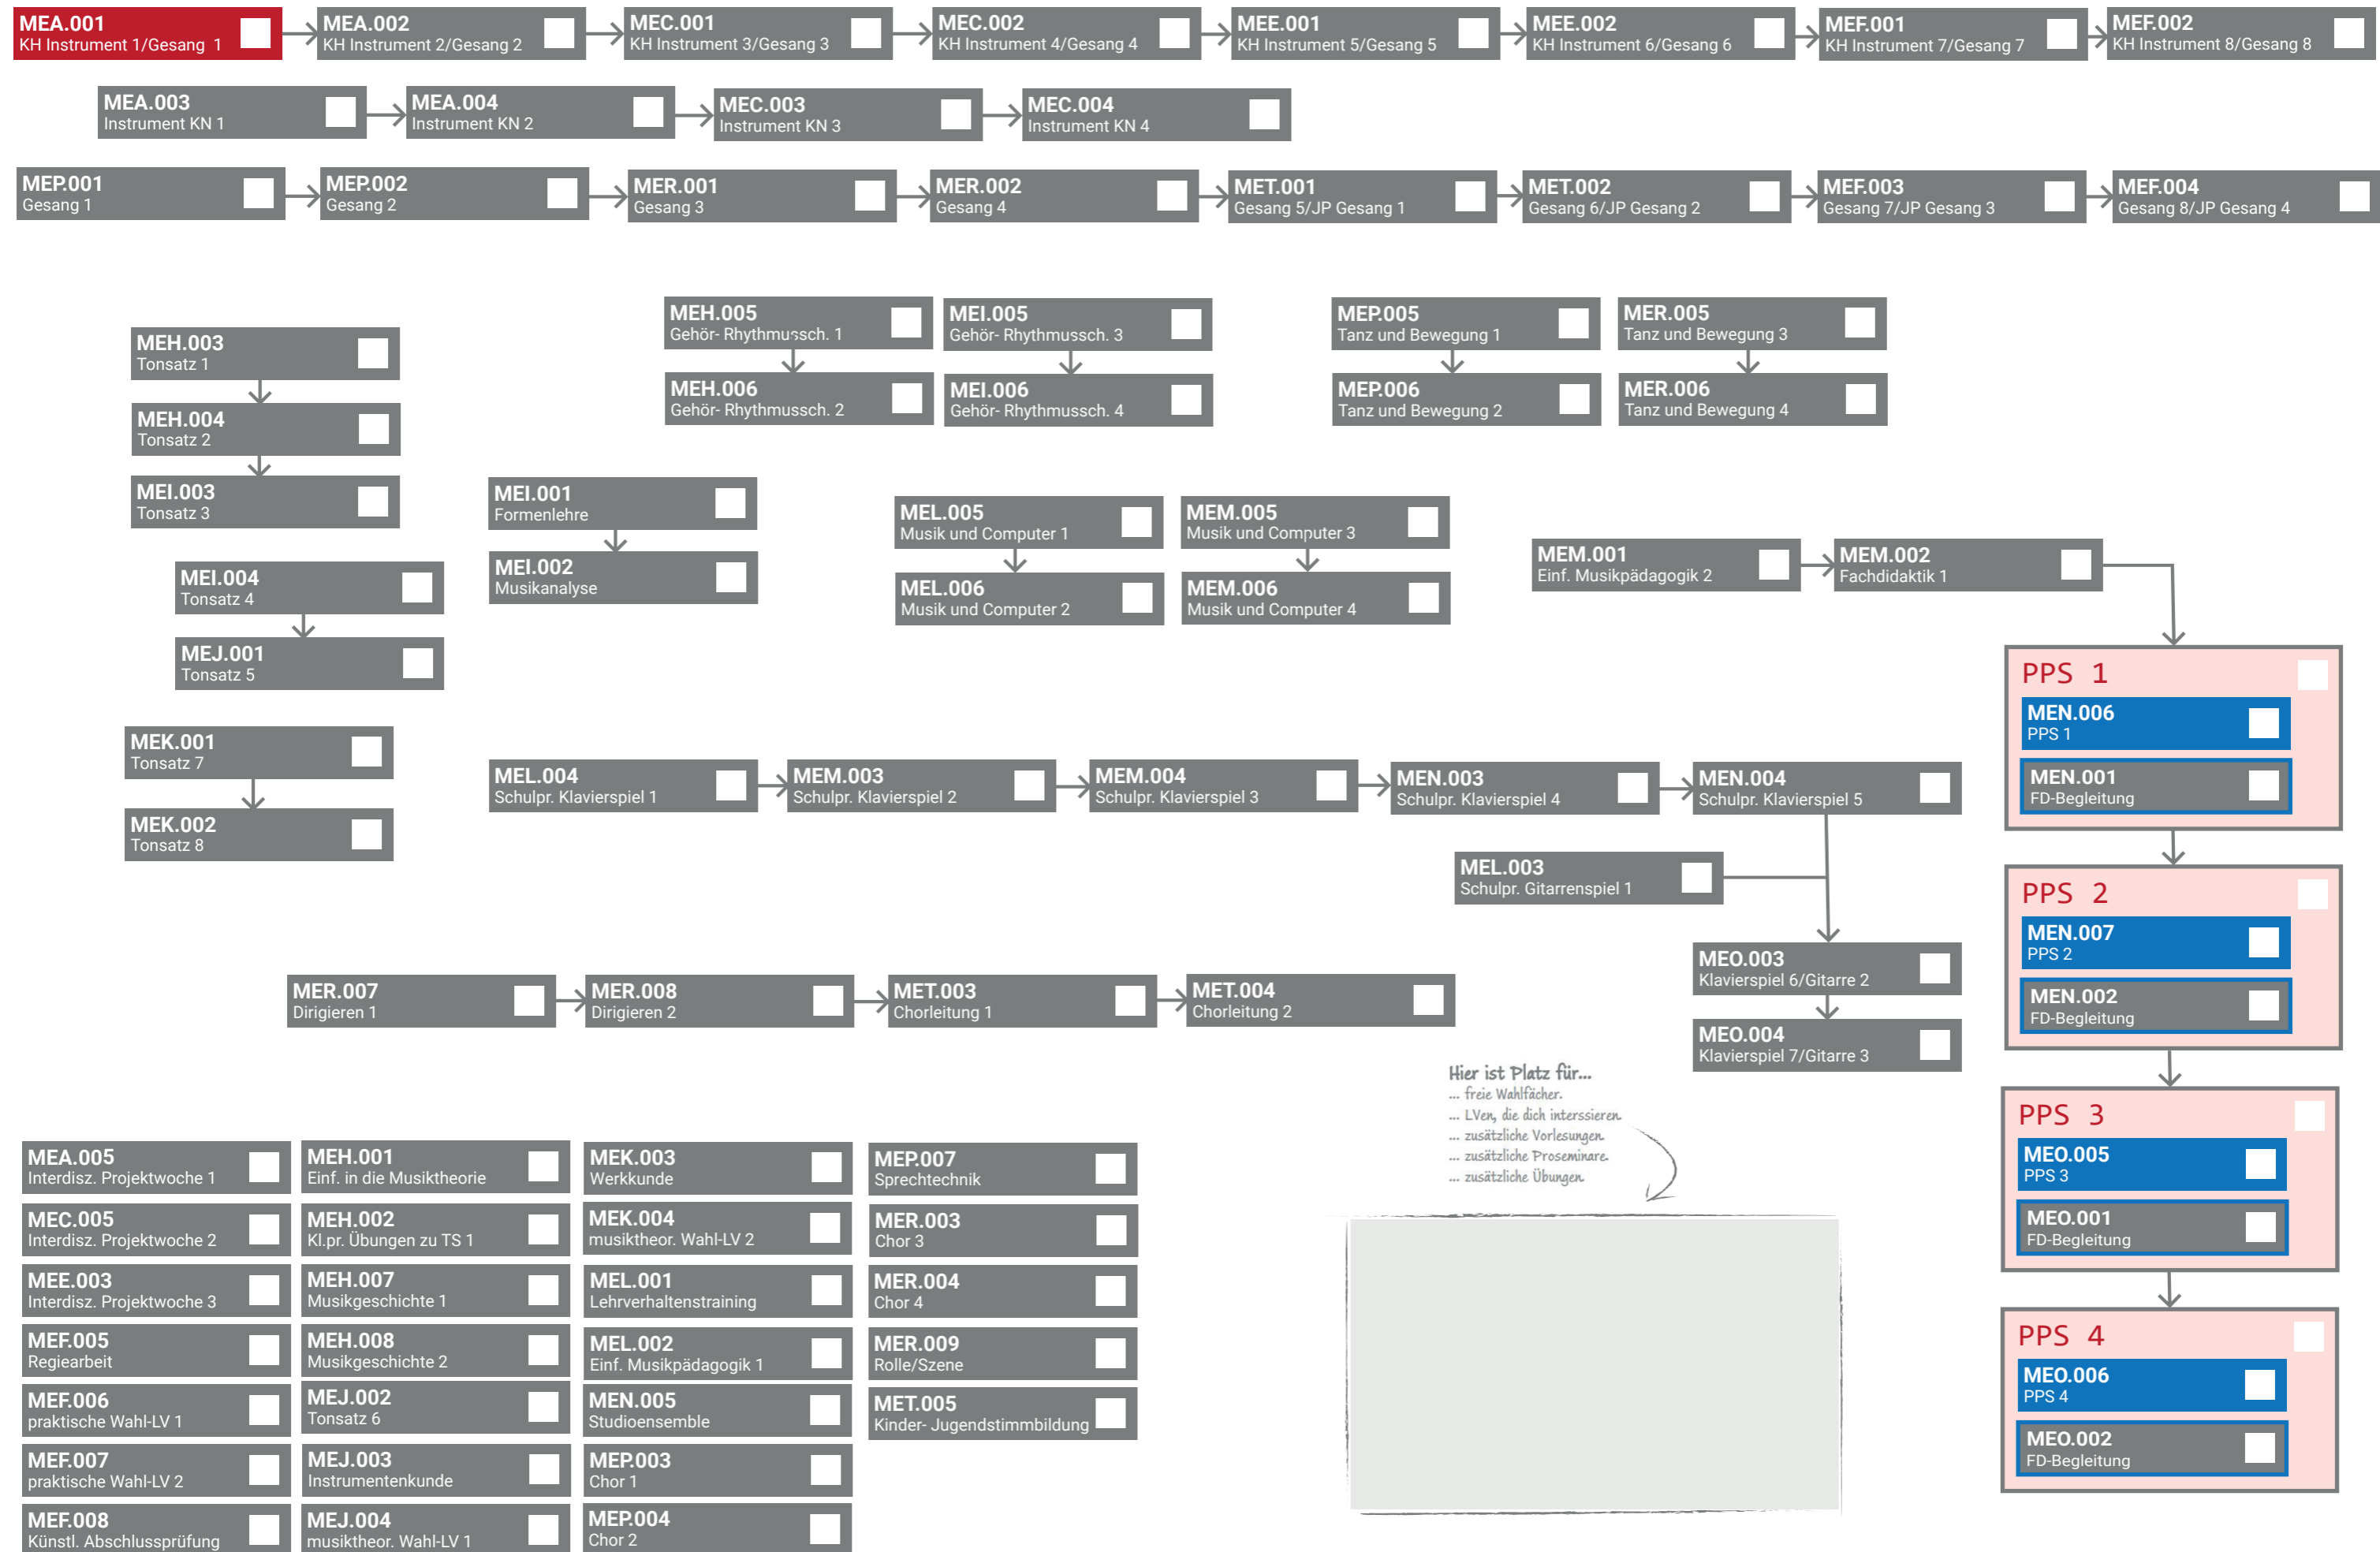 MEA.001
KH Instrument 1/Gesang 1
MEA.002
KH Instrument 2/Gesang 2
MEC.001
KH Instrument 3/Gesang 3
MEC.002
KH Instrument 4/Gesang 4
MEE.001
KH Instrument 5/Gesang 5
MEE.002
KH Instrument 6/Gesang 6
MEF.001
KH Instrument 7/Gesang 7
MEF.002
KH Instrument 8/Gesang 8
MEA.003
Instrument KN 1
MEA.004
Instrument KN 2
MEC.003
Instrument KN 3
MEC.004
Instrument KN 4
MEP.001
Gesang 1
MEP.002
Gesang 2
MER.001
Gesang 3
MER.002
Gesang 4
MET.001
Gesang 5/JP Gesang 1
MET.002
Gesang 6/JP Gesang 2
MEF.003
Gesang 7/JP Gesang 3
MEF.004
Gesang 8/JP Gesang 4
MEH.003
Tonsatz 1
MEH.004
Tonsatz 2
MEI.003
Tonsatz 3
MEI.004
Tonsatz 4
MEJ.001
Tonsatz 5
MEK.001
Tonsatz 7
MEK.002
Tonsatz 8
MEH.005
Gehör- Rhythmussch. 1
MEH.006
Gehör- Rhythmussch. 2
MEI.005
Gehör- Rhythmussch. 3
MEI.006
Gehör- Rhythmussch. 4
MEP.005
Tanz und Bewegung 1
MEP.006
Tanz und Bewegung 2
MER.005
Tanz und Bewegung 3
MER.006
Tanz und Bewegung 4
MEI.001
Formenlehre
MEI.002
Musikanalyse
MEL.005
Musik und Computer 1
MEL.006
Musik und Computer 2
MEM.005
Musik und Computer 3
MEM.006
Musik und Computer 4
MEM.001
Einf. Musikpädagogik 2
MEM.002
Fachdidaktik 1
PPS 1
MEN.006
PPS 1
MEN.001
FD-Begleitung
PPS 2
MEN.007
PPS 2
MEN.002
FD-Begleitung
PPS 3
MEO.005
PPS 3
MEO.001
FD-Begleitung
PPS 4
MEO.006
PPS 4
MEO.002
FD-Begleitung
MEL.004
Schulpr. Klavierspiel 1
MEM.003
Schulpr. Klavierspiel 2
MEM.004
Schulpr. Klavierspiel 3
MEN.003
Schulpr. Klavierspiel 4
MEN.004
Schulpr. Klavierspiel 5
MEL.003
Schulpr. Gitarrenspiel 1
MEO.003
Klavierspiel 6/Gitarre 2
MEO.004
Klavierspiel 7/Gitarre 3
MER.007
Dirigieren 1
MER.008
Dirigieren 2
MET.003
Chorleitung 1
MET.004
Chorleitung 2
Hier ist Platz für...
... freie Wahlfächer.
... LVen, die dich interssieren.
... zusätzliche Vorlesungen.
... zusätzliche Proseminare.
... zusätzliche Übungen.
MEA.005
Interdisz. Projektwoche 1
MEC.005
Interdisz. Projektwoche 2
MEE.003
Interdisz. Projektwoche 3
MEF.005
Regiearbeit
MEF.006
praktische Wahl-LV 1
MEF.007
praktische Wahl-LV 2
MEF.008
Künstl. Abschlussprüfung
MEH.001
Einf. in die Musiktheorie
MEH.002
Kl.pr. Übungen zu TS 1
MEH.007
Musikgeschichte 1
MEH.008
Musikgeschichte 2
MEJ.002
Tonsatz 6
MEJ.003
Instrumentenkunde
MEJ.004
musiktheor. Wahl-LV 1
MEK.003
Werkkunde
MEK.004
musiktheor. Wahl-LV 2
MEL.001
Lehrverhaltenstraining
MEL.002
Einf. Musikpädagogik 1
MEN.005
Studioensemble
MEP.003
Chor 1
MEP.004
Chor 2
MEP.007
Sprechtechnik
MER.003
Chor 3
MER.004
Chor 4
MER.009
Rolle/Szene
MET.005
Kinder- Jugendstimmbildung